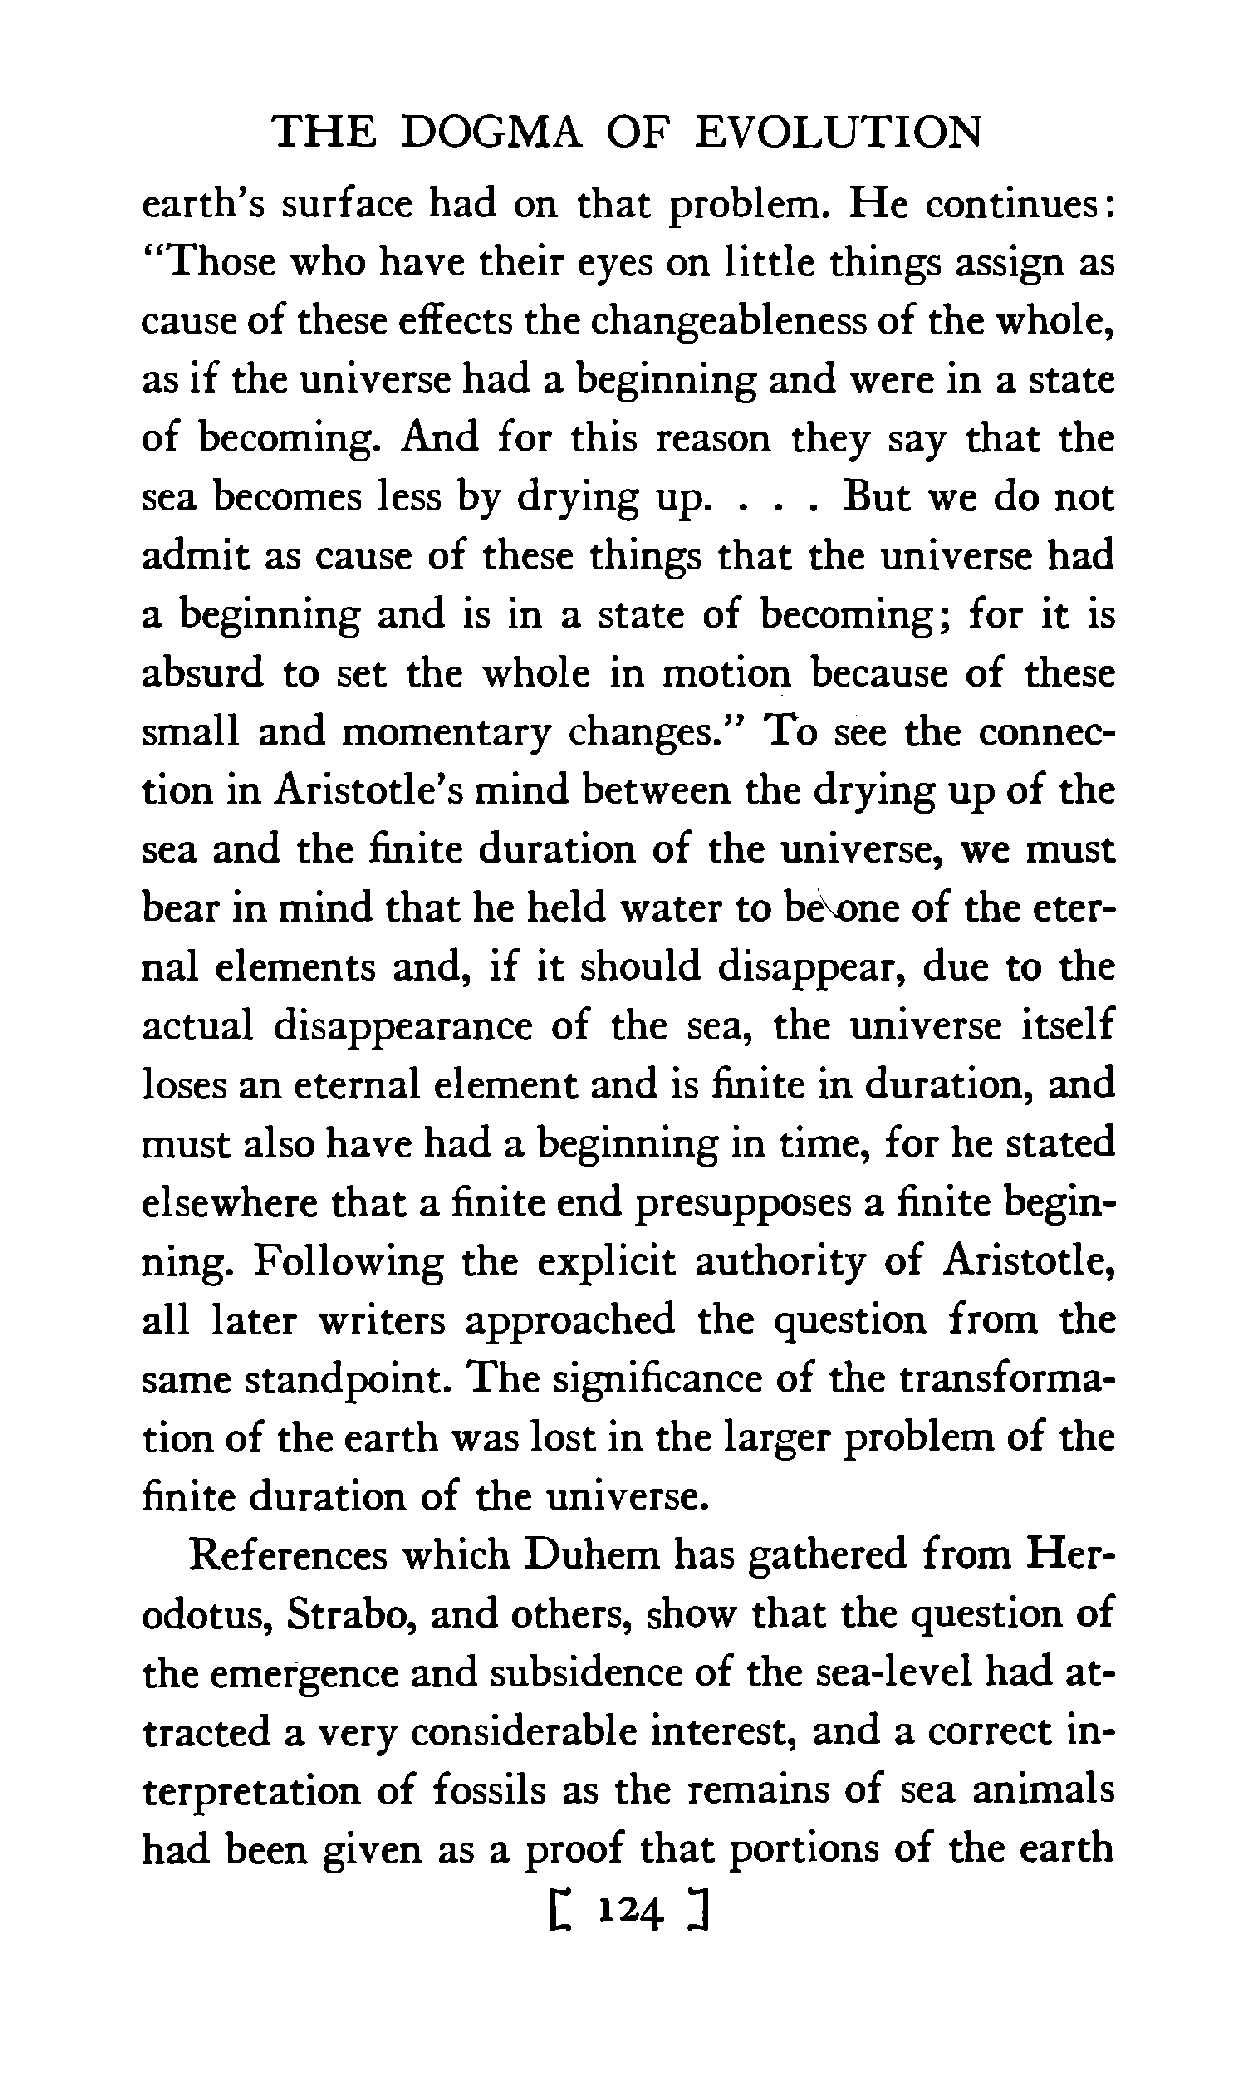 THE DOGMA OF EVOLUTION
earth's surface had on that problem. He continues:
“Those who have their eyes on little things assign as
cause of these effects the changeableness of the whole,
as if the universe had a beginning and were in a state
of becoming. And for this reason they say that the
sea becomes less by drying up. . . . But we do not
admit as cause of these things that the universe had
a beginning and is in a state of becoming; for it is
absurd to set the whole in motion because of these
small and momentary changes.” To see the connec-
tion in Aristotle's mind between the drying up of the
sea and the finite duration of the universe, we must
bear in mind that he held water to be one of the eter-
nal elements and, if it should disappear, due to the
actual disappearance of the sea, the universe itself
loses an eternal element and is finite in duration, and
must also have had a beginning in time, for he stated
elsewhere that a finite end presupposes a finite begin-
ning. Following the explicit authority of Aristotle,
all later writers approached the question from the
same standpoint. The significance of the transforma-
tion of the earth was lost in the larger problem of the
finite duration of the universe.
References which Duhem has gathered from Her-
odotus, Strabo, and others, show that the question of
the emergence and subsidence of the sea-level had at-
tracted a very considerable interest, and a correct in-
terpretation of fossils as the remains of sea animals
had been given as a proof that portions of the earth
[ 124 ]